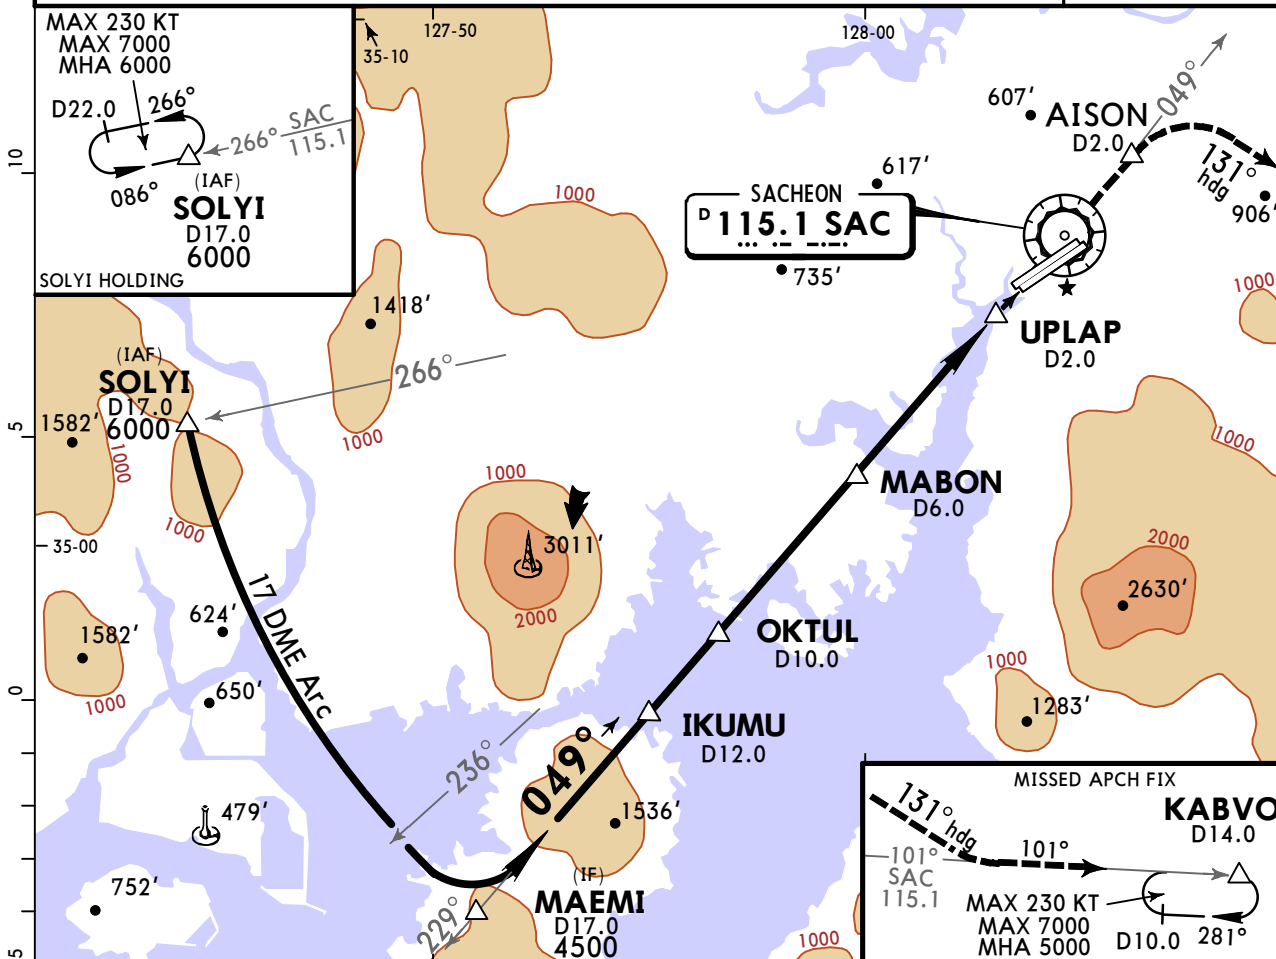 MAX 230 KT
MAX 7000
MHA 6000
D22.0
266°
266°
SAC
115.1
086°
(IAF)
SOLYI
D17.0
6000
SOLYI HOLDING
127-50
35-10
128-00
10
5
0
5
35-00
607'
AISON
D2.0
049°
131°
hdg
906'
617'
SACHEON
D 115.1 SAC
735'
1000
1000
1418'
266°
1000
(IAF)
SOLYI
D17.0
6000
1582'
1000
1000
UPLAP
D2.0
1000
MABON
D6.0
1000
3011'
2000
2000
2630'
17 DME Arc
624'
1582'
1000
650'
OKTUL
D10.0
1000
1283'
IKUMU
D12.0
236°
049°
479'
1536'
752'
229°
(IF)
MAEMI
D17.0
4500
1000
MISSED APCH FIX
131°
hdg
KABVO
D14.0
101°
101°
SAC
115.1
MAX 230 KT
MAX 7000
MHA 5000
D10.0
281°